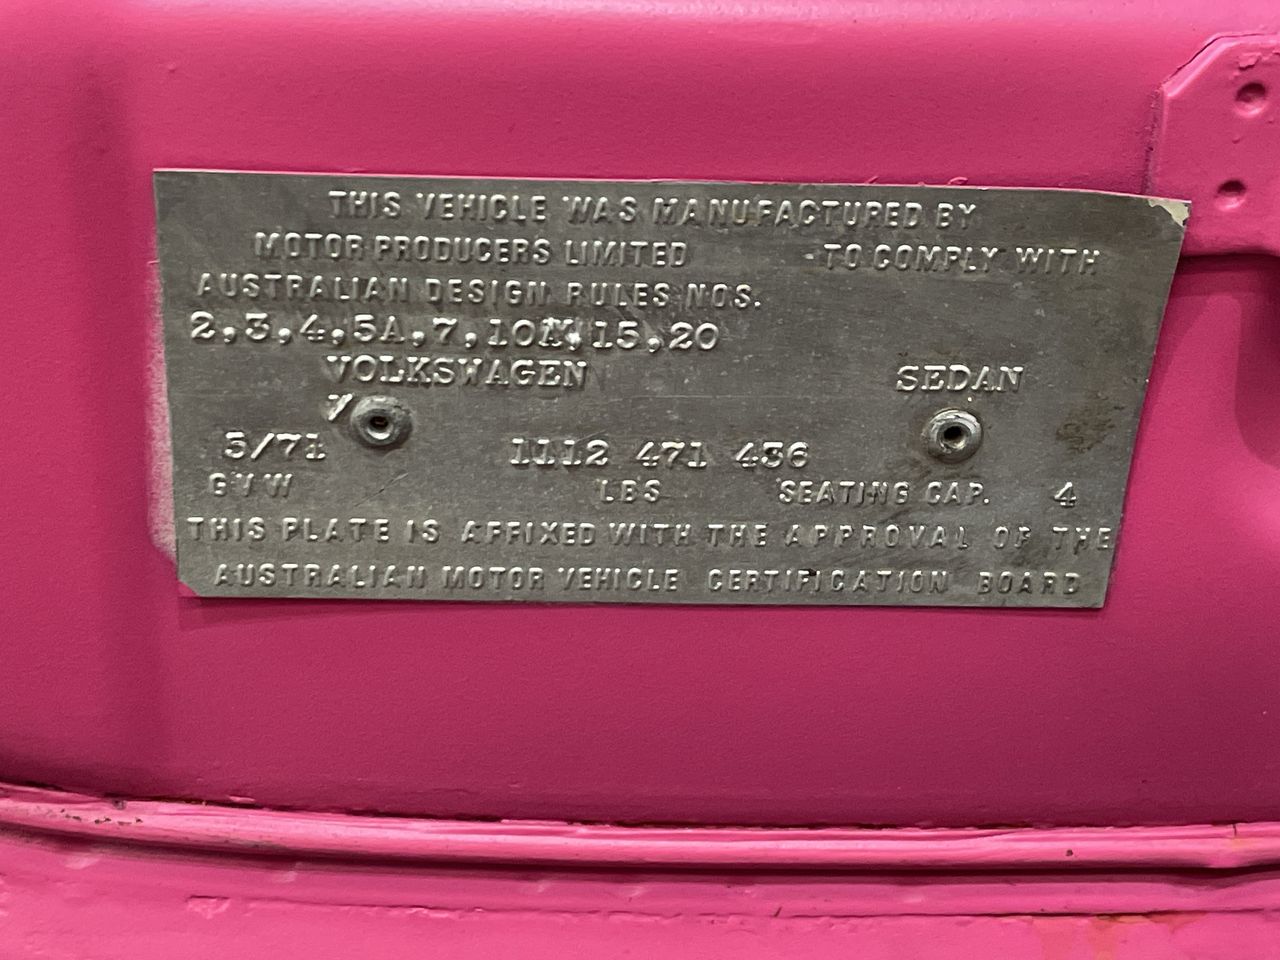 THIS VEHICLE WAS MANUFACTURED BY
MOTOR PRODUCERS LIMITED TO COMPLY WITH
AUSTRALIAN DESIGN RULES NOS.
2,3,4,5A,7,10 15,20
VOLKSWAGEN SEDAN
V
5/71 1112 471 436
GVW LBS SEATING CAP. 4
THIS PLATE IS AFFIXED WITH THE APPROVAL OF THE
AUSTRALIAN MOTOR VEHICLE CERTIFICATION BOARD